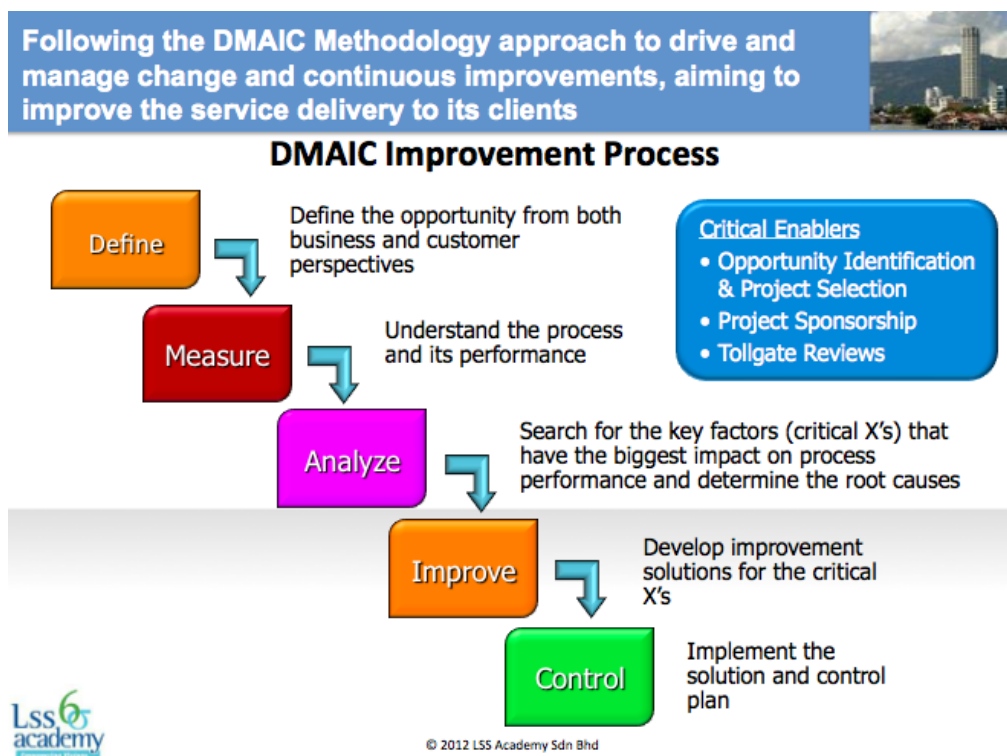 Following the DMAIC Methodology approach to drive and
manage change and continuous improvements, aiming to
improve the service delivery to its clients
DMAIC Improvement Process
Define
Define the opportunity from both
business and customer
perspectives
Critical Enablers
• Opportunity Identification
& Project Selection
• Project Sponsorship
• Tollgate Reviews
Measure
Understand the process
and its performance
Analyze
Search for the key factors (critical X's) that
have the biggest impact on process
performance and determine the root causes
Improve
Develop improvement
solutions for the critical
X's
Control
Implement the
solution and control
plan
Lss 6σ
academy
© 2012 LSS Academy Sdn Bhd